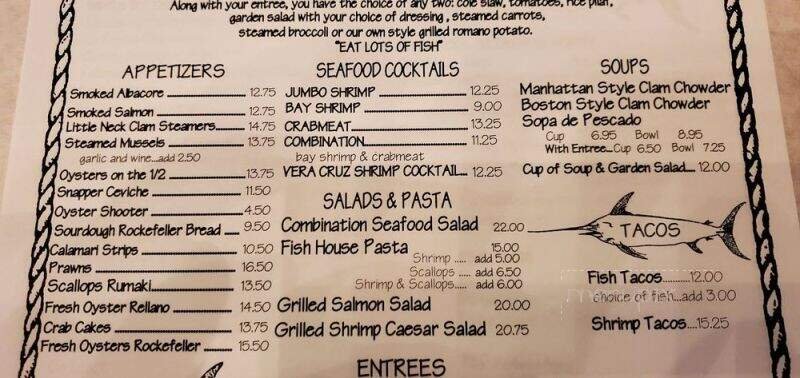 Along with your entree, you have the choice of any two: cole slaw, tomatoes, rice pilaf,
garden salad with your choice of dressing, steamed carrots,
steamed broccoli or our own style grilled romano potato.
"EAT LOTS OF FISH"
APPETIZERS
Smoked Albacore 12.75
Smoked Salmon 12.75
Little Neck Clam Steamers 14.75
Steamed Mussels 13.75
garlic and wine...add 2.50
Oysters on the 1/2 13.75
Snapper Ceviche 11.50
Oyster Shooter 4.50
Sourdough Rockefeller Bread 9.50
Calamari Strips 10.50
Prawns 16.50
Scallops Rumaki 13.50
Fresh Oyster Rellano 14.50
Crab Cakes 13.75
Fresh Oysters Rockefeller 15.50
SEAFOOD COCKTAILS
JUMBO SHRIMP 12.25
BAY SHRIMP 9.00
CRABMEAT 13.25
COMBINATION 11.25
bay shrimp & crabmeat
VERA CRUZ SHRIMP COCKTAIL 12.25
SALADS & PASTA
Combination Seafood Salad 22.00
Fish House Pasta 15.00
Shrimp ..... add 5.00
Scallops ..... add 6.50
Shrimp & Scallops..... add 6.00
Grilled Salmon Salad 20.00
Grilled Shrimp Caesar Salad 20.75
ENTREES
SOUPS
Manhattan Style Clam Chowder
Boston Style Clam Chowder
Sopa de Pescado
Cup 6.95 Bowl 8.95
With Entree...Cup 6.50 Bowl 7.25
Cup of Soup & Garden Salad 12.00
TACOS
Fish Tacos 12.00
choice of fish...add 3.00
Shrimp Tacos....15.25